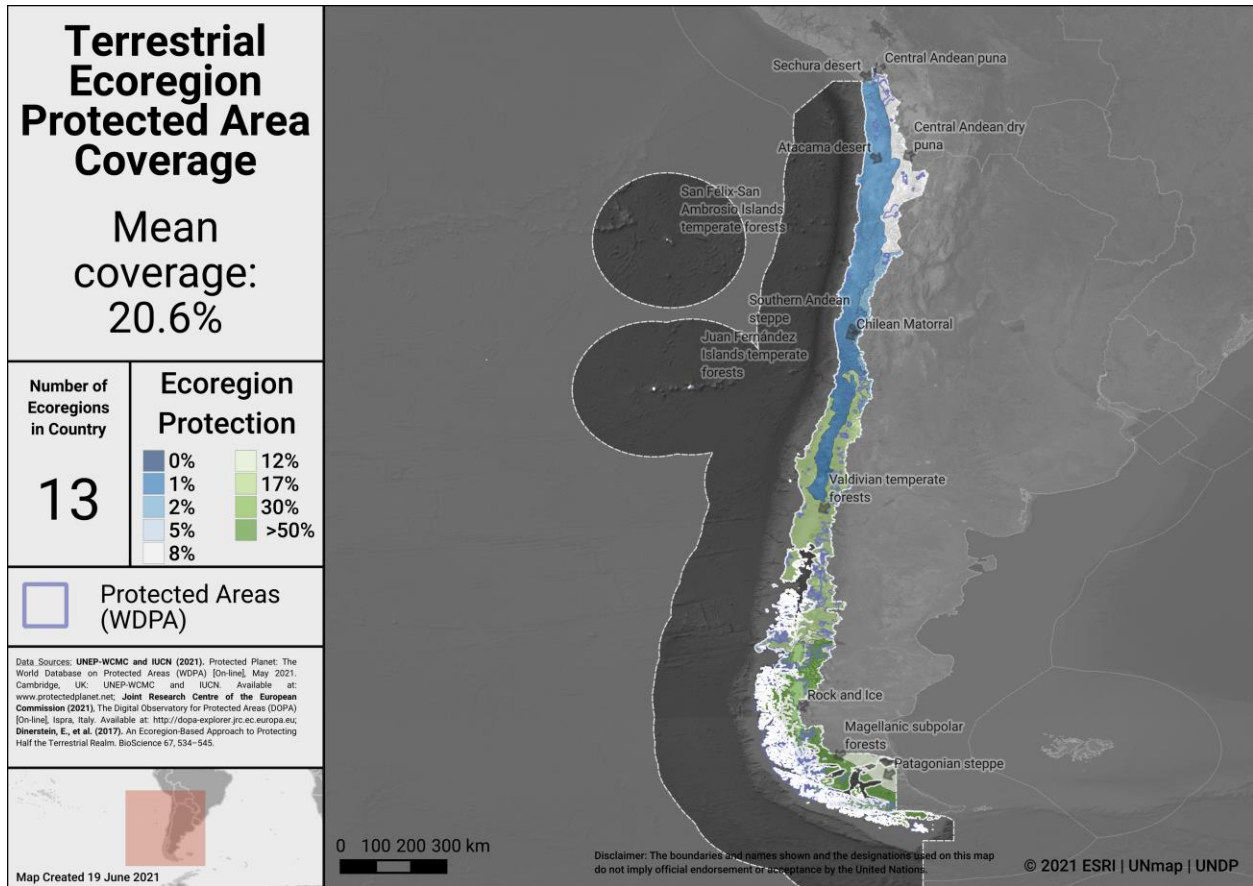 Terrestrial
Ecoregion
Protected Area
Coverage
Mean
coverage:
20.6%
Number of
Ecoregions
in Country
13
Ecoregion
Protection
0%
1%
2%
5%
8%
12%
17%
30%
>50%
Protected Areas
(WDPA)
Data Sources: UNEP-WCMC and IUCN (2021). Protected Planet: The
World Database on Protected Areas (WDPA) [On-line], May 2021.
Cambridge, UK: UNEP-WCMC and IUCN. Available at:
www.protectedplanet.net; Joint Research Centre of the European
Commission (2021), The Digital Observatory for Protected Areas (DOPA)
[On-line], Ispra, Italy. Available at: http://dopa-explorer.jrc.ec.europa.eu;
Dinerstein, E., et al. (2017). An Ecoregion-Based Approach to Protecting
Half the Terrestrial Realm. BioScience 67, 534–545.
Map Created 19 June 2021
Central Andean puna
Sechura desert
Central Andean dry
puna
Atacama desert
San Félix-San
Ambrosio Islands
temperate forests
Southern Andean
steppe
Chilean Matorral
Juan Fernández
Islands temperate
forests
Valdivian temperate
forests
Rock and Ice
Magellanic subpolar
forests
Patagonian steppe
0 100 200 300 km
Disclaimer: The boundaries and names shown and the designations used on this map
do not imply official endorsement or acceptance by the United Nations.
© 2021 ESRI | UNmap | UNDP